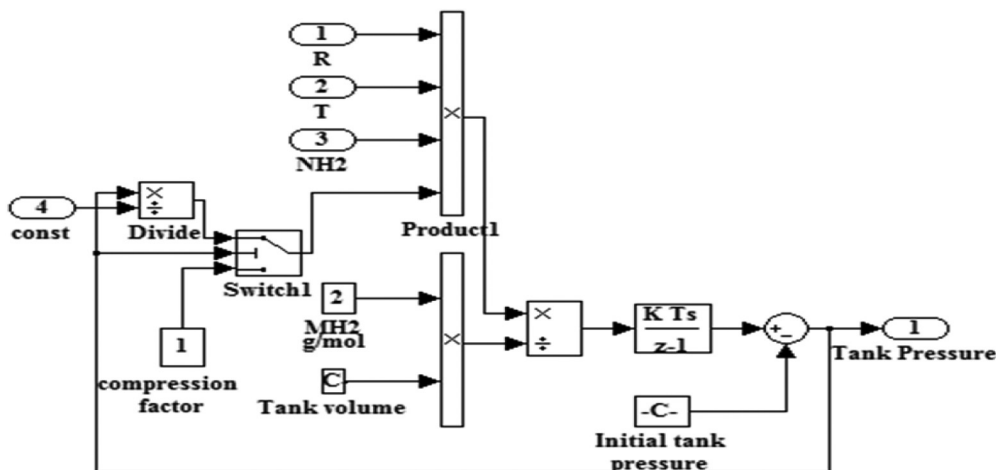 1
R
2
T
3
NH2
×
Product1
4
const
×
÷
Divide
Switch1
1
compression
factor
2
MH2
g/mol
C
Tank volume
×
×
÷
K Ts
z-1
+
-
1
Tank Pressure
-C-
Initial tank
pressure